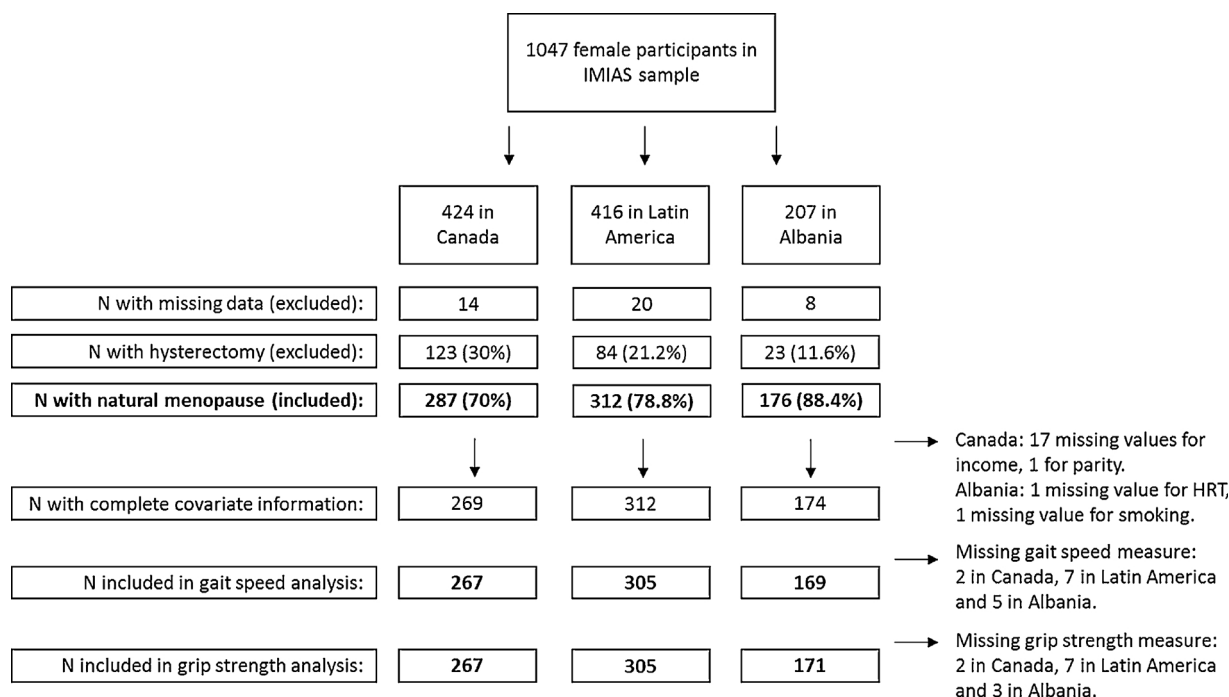 1047 female participants in
IMIAS sample
424 in
Canada
416 in Latin
America
207 in
Albania
N with missing data (excluded):
14
20
8
N with hysterectomy (excluded):
123 (30%)
84 (21.2%)
23 (11.6%)
N with natural menopause (included):
287 (70%)
312 (78.8%)
176 (88.4%)
Canada: 17 missing values for
income, 1 for parity.
Albania: 1 missing value for HRT,
1 missing value for smoking.
N with complete covariate information:
269
312
174
Missing gait speed measure:
2 in Canada, 7 in Latin America
and 5 in Albania.
N included in gait speed analysis:
267
305
169
Missing grip strength measure:
2 in Canada, 7 in Latin America
and 3 in Albania.
N included in grip strength analysis:
267
305
171